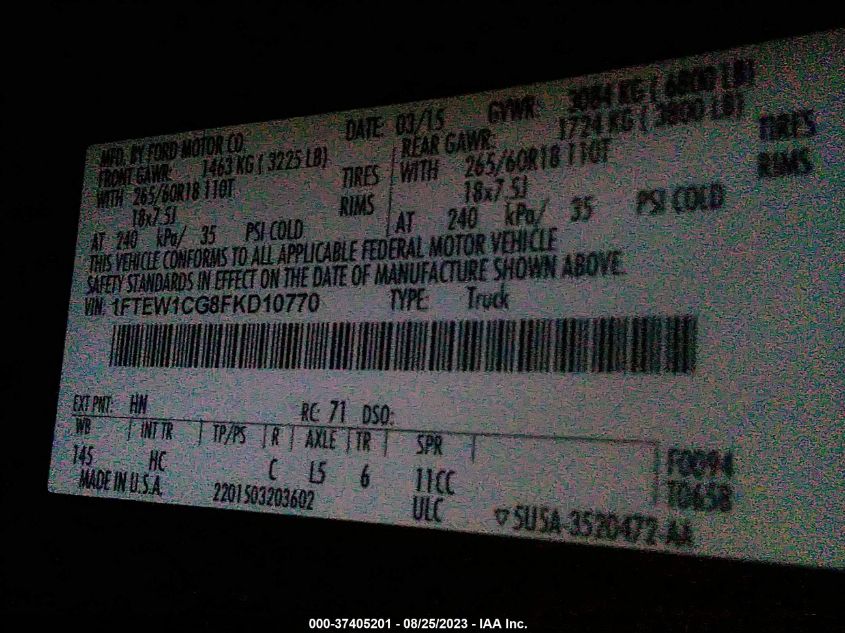 MFD. BY FORD MOTOR CO. DATE: 03/15 GVWR: 3084 KG ( 6800 LB)
FRONT GAWR: 1463 KG ( 3225 LB) REAR GAWR: 1724 KG ( 3800 LB)
WITH 265/60R18 110T TIRES WITH 265/60R18 110T TIRES
18x7.5J RIMS 18x7.5J RIMS
AT 240 kPa/ 35 PSI COLD AT 240 kPa/ 35 PSI COLD
THIS VEHICLE CONFORMS TO ALL APPLICABLE FEDERAL MOTOR VEHICLE
SAFETY STANDARDS IN EFFECT ON THE DATE OF MANUFACTURE SHOWN ABOVE.
VIN: 1FTEW1CG8FKD10770 TYPE: Truck
EXT PNT: HN RC: 71 DSO:
WB INT TR TP/PS R AXLE TR SPR F0094
145 HC C L5 6 11CC T0658
MADE IN U.S.A. 2201503203602 ULC ▽5U5A-3520472-AA
000-37405201 - 08/25/2023 - IAA Inc.